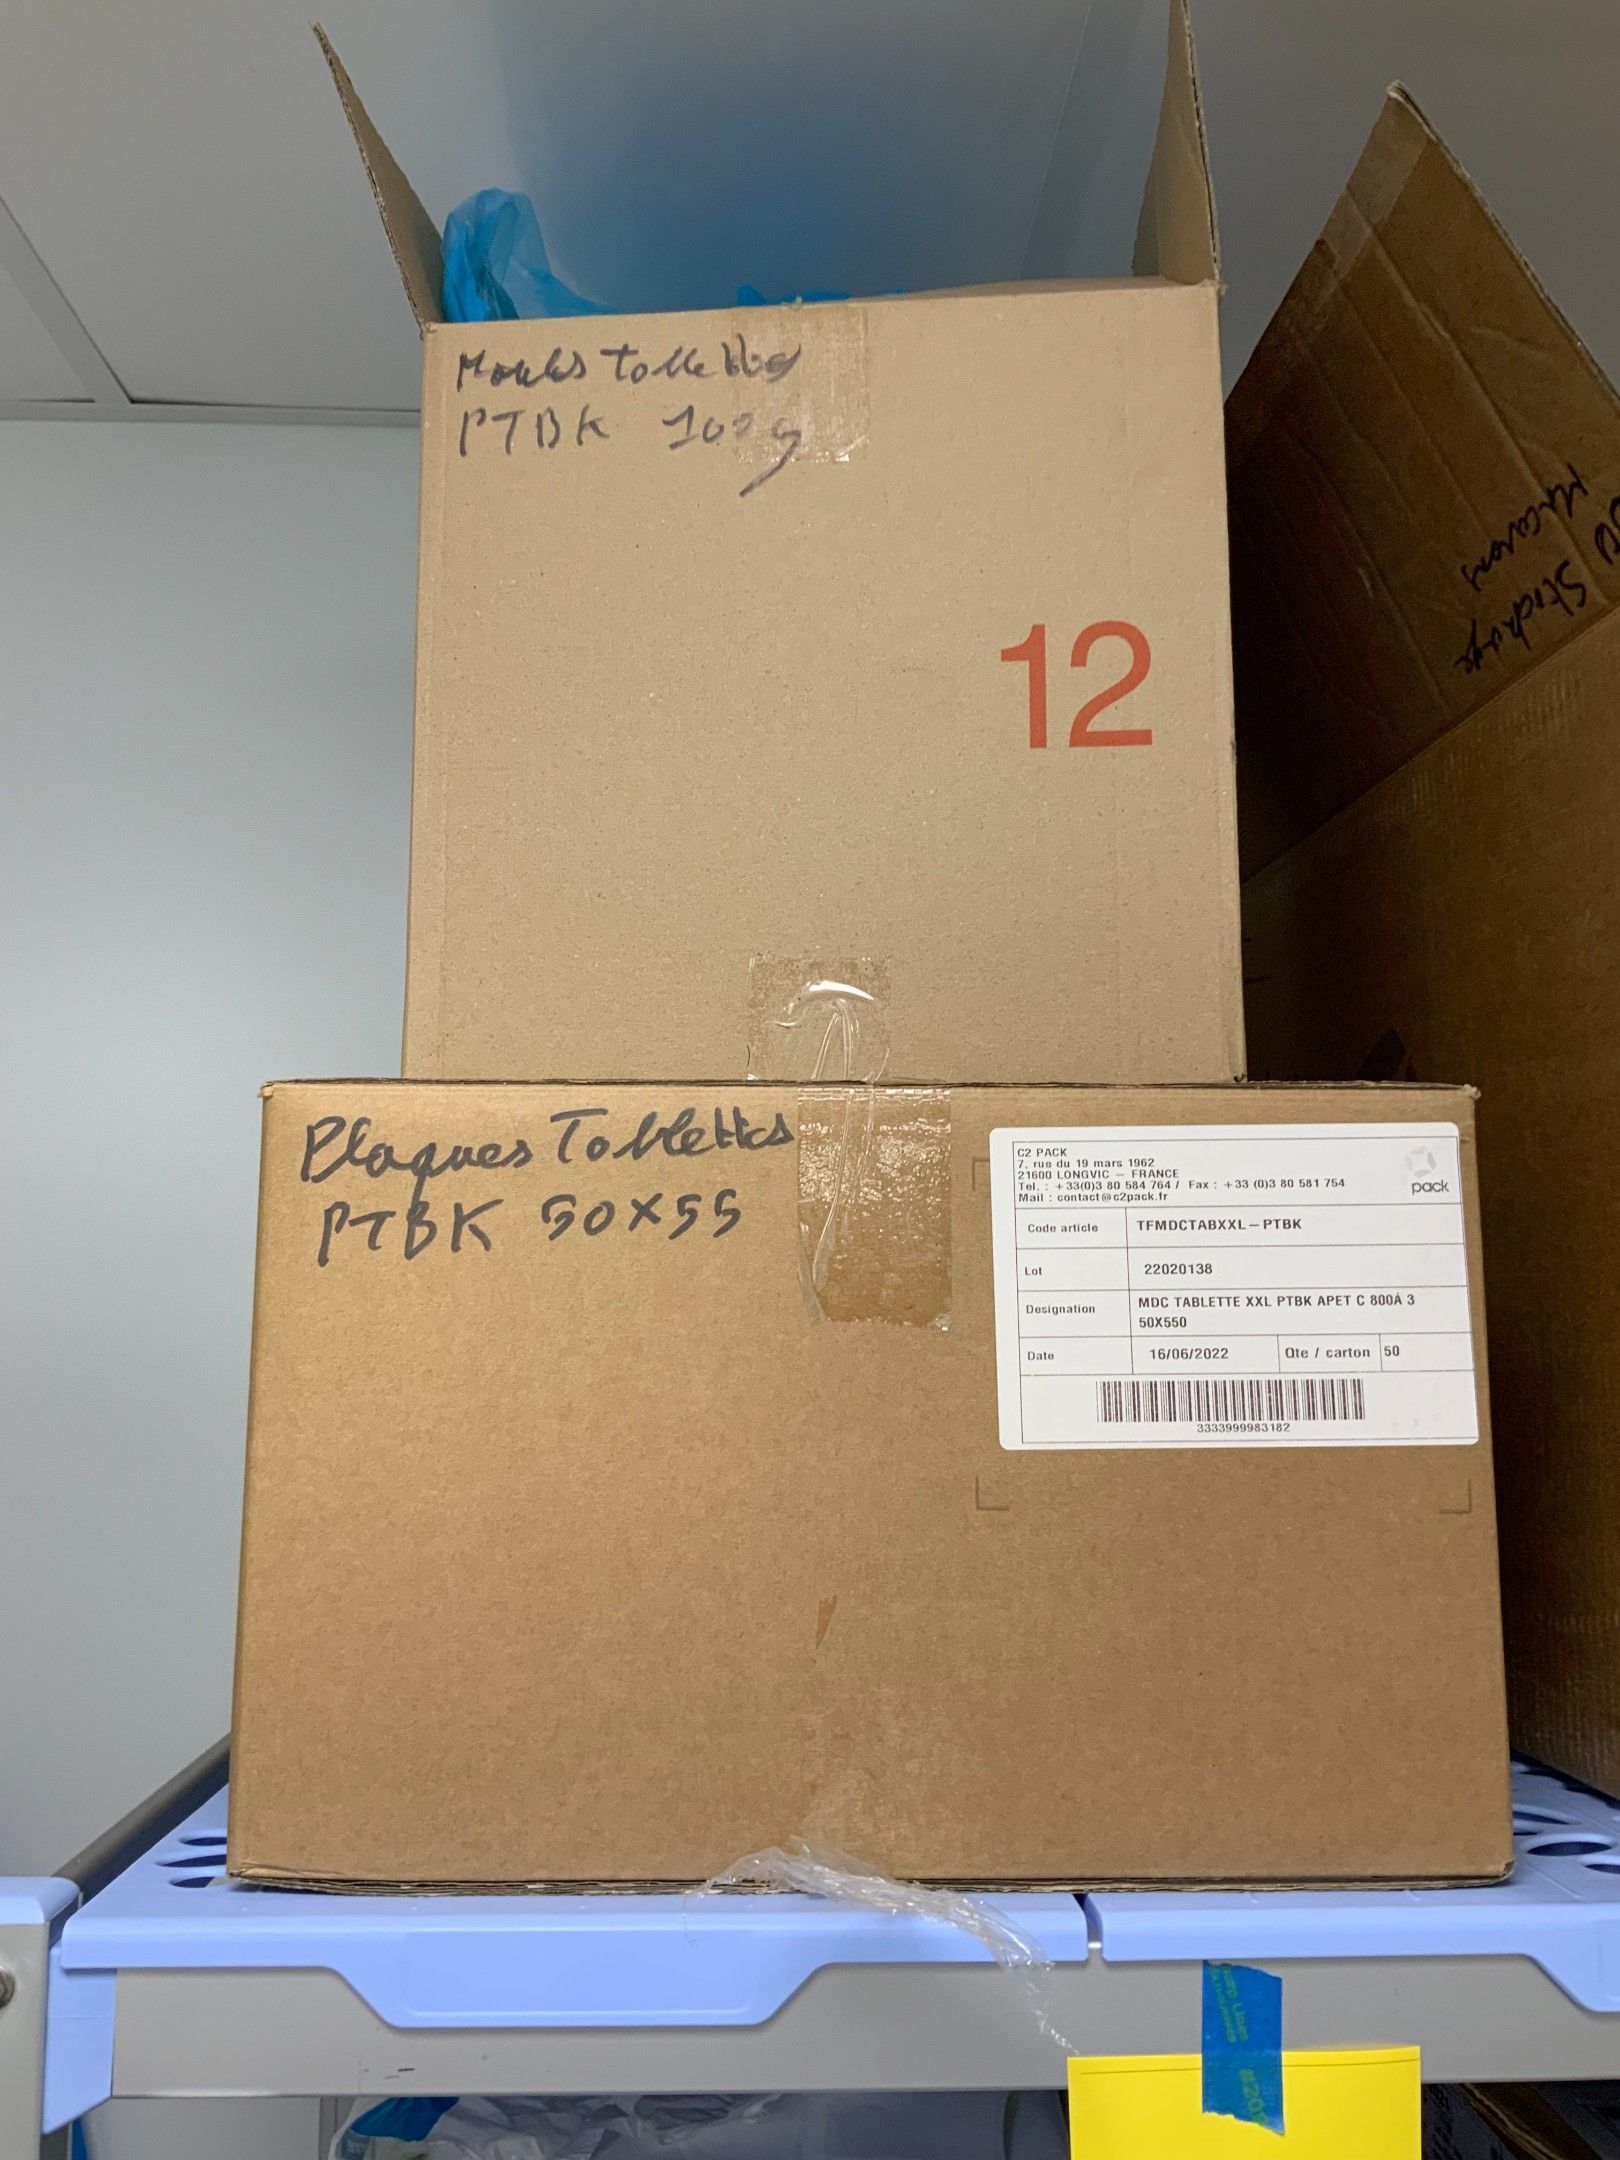 Moules Tablettes
PTBK 100g
12
Macarons
Stockage
Plaques Tablettes
PTBK 50X55
C2 PACK
7, rue du 19 mars 1962
21600 LONGVIC – FRANCE
Tel. : +33(0)3 80 584 764 / Fax : +33 (0)3 80 581 754
Mail : contact@c2pack.fr
pack
Code article TFMDCTABXXL–PTBK
Lot 22020138
Designation MDC TABLETTE XXL PTBK APET C 800Å 3
50X550
Date 16/06/2022 Qte / carton 50
3333999983182